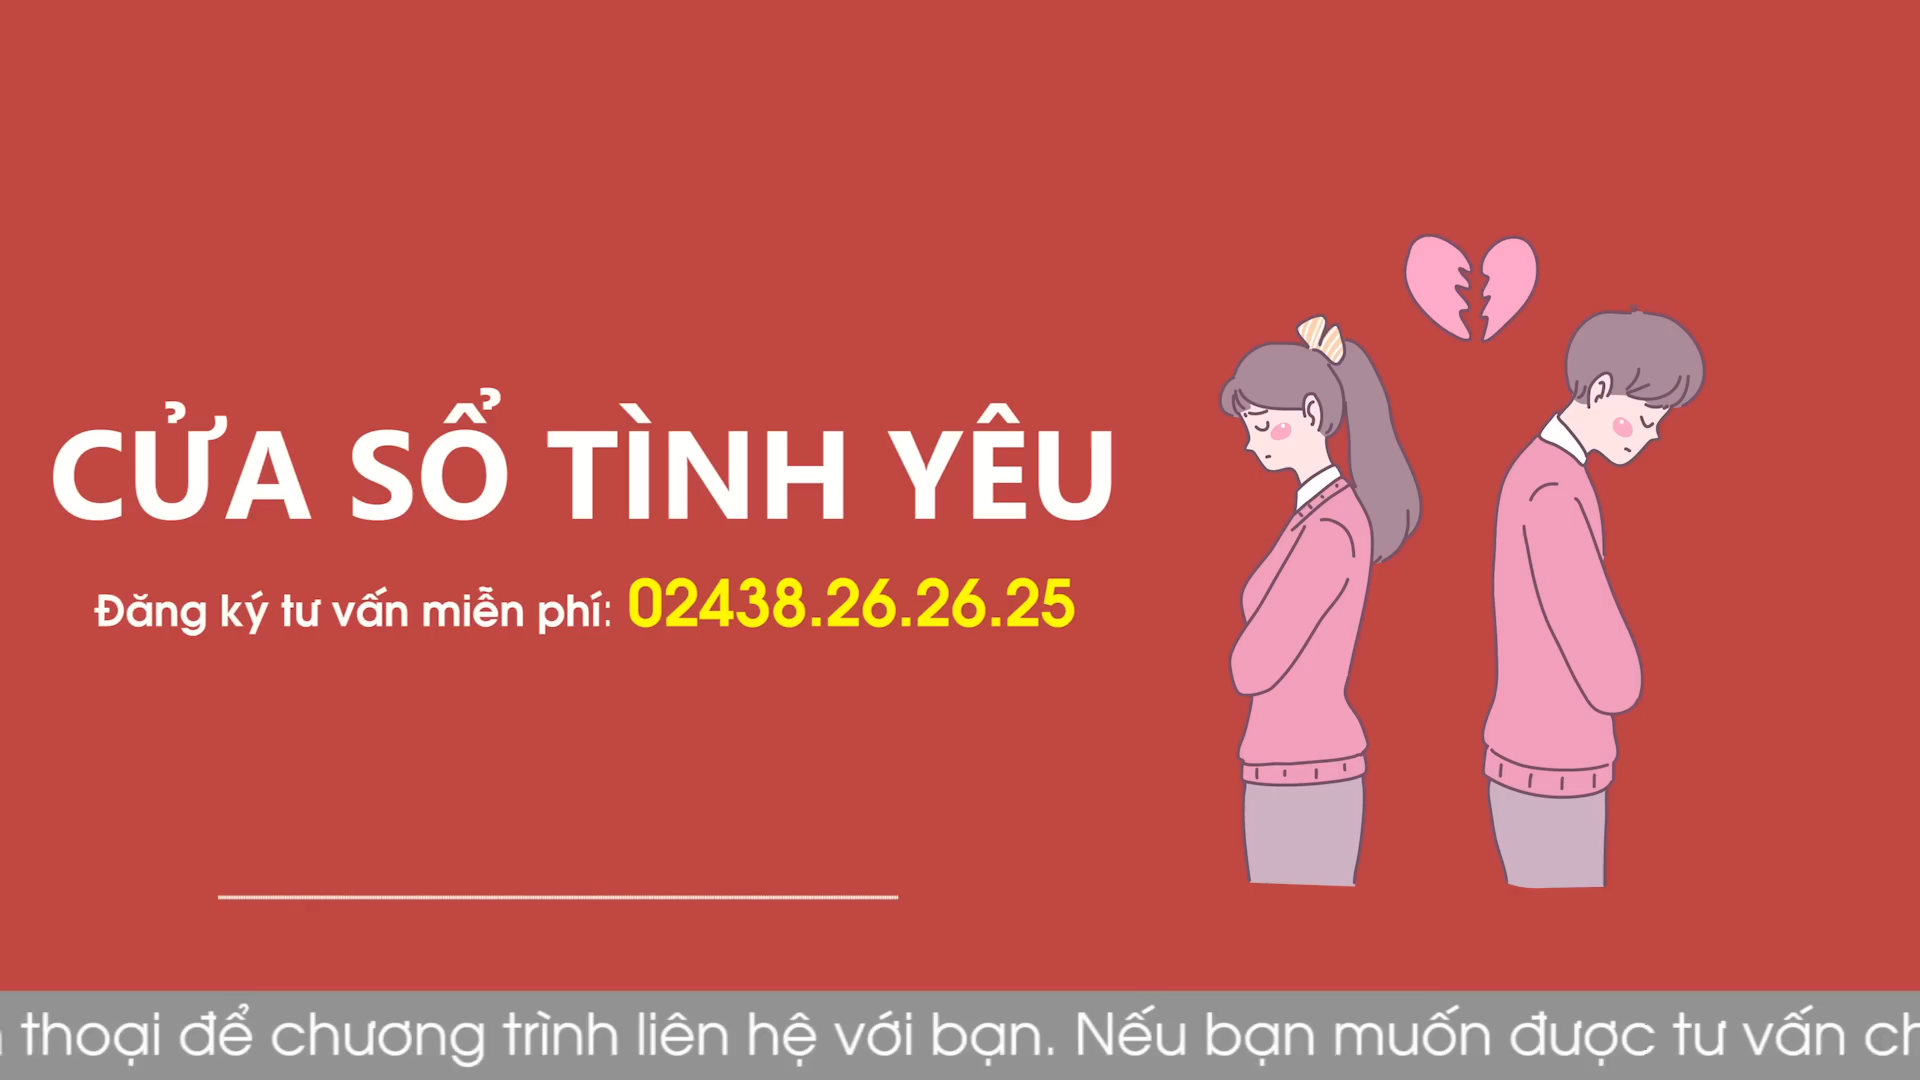 CỬA SỔ TÌNH YÊU
Đăng ký tư vấn miễn phí: 02438.26.26.25
thoại để chương trình liên hệ với bạn. Nếu bạn muốn được tư vấn